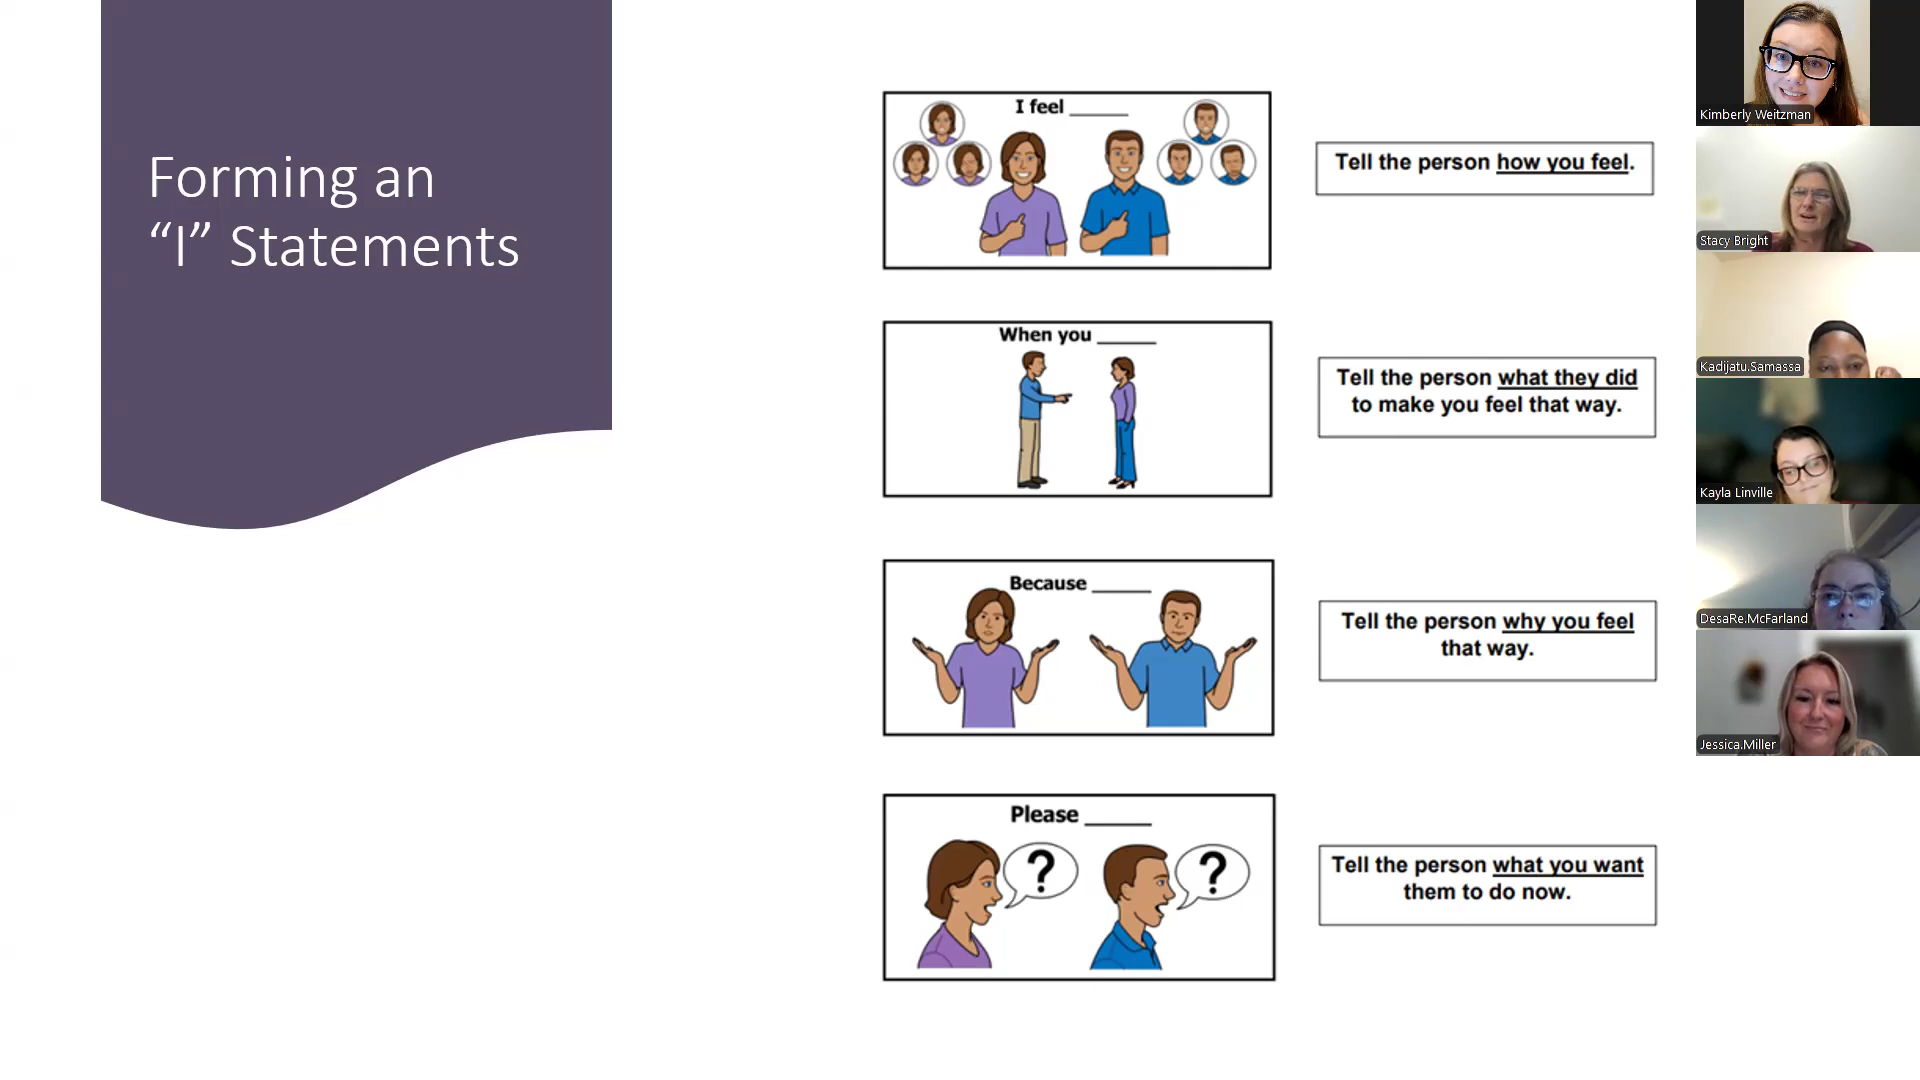 Forming an
“I” Statements
I feel ______
Tell the person how you feel.
When you ______
Tell the person what they did
to make you feel that way.
Because ______
Tell the person why you feel
that way.
Please ______
?
?
Tell the person what you want
them to do now.
Kimberly Weitzman
Stacy Bright
Kadijatu.Samassa
Kayla Linville
DesaRe.McFarland
Jessica.Miller